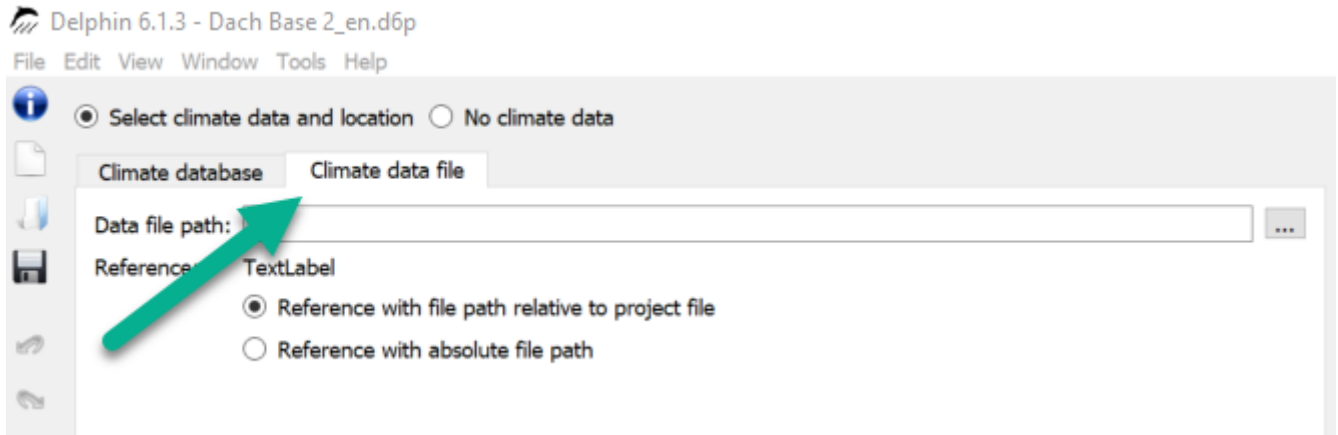 Delphin 6.1.3 - Dach Base 2_en.d6p
File Edit View Window Tools Help
Select climate data and location No climate data
Climate database Climate data file
Data file path: ...
Reference: TextLabel
Reference with file path relative to project file
Reference with absolute file path